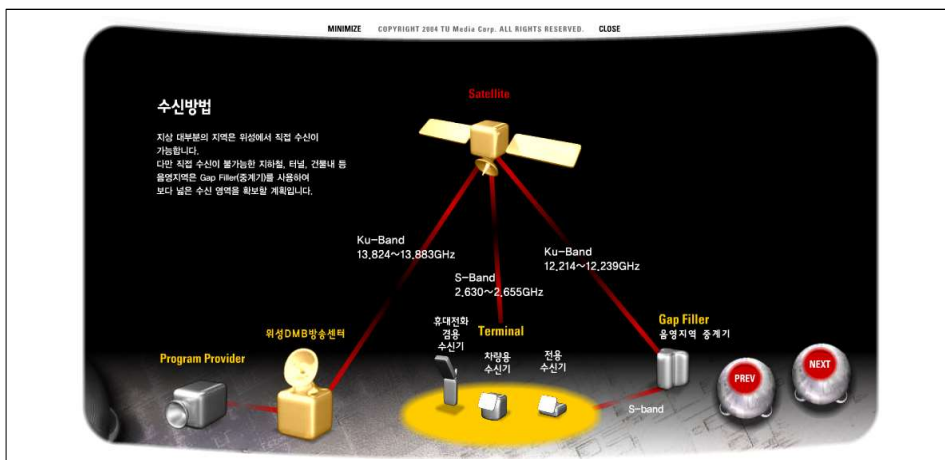 MINIMIZE COPYRIGHT 2004 TU Media Corp. ALL RIGHTS RESERVED. CLOSE
수신방법
지상 대부분의 지역은 위성에서 직접 수신이
가능합니다.
다만 직접 수신이 불가능한 지하철, 터널, 건물내 등
음영지역은 Gap Filler(중계기)를 사용하여
보다 넓은 수신 영역을 확보할 계획입니다.
Satellite
Ku-Band
13,824~13,883GHz
S-Band
2,630~2,655GHz
Ku-Band
12,214~12,239GHz
Program Provider
위성DMB방송센터
Terminal
휴대전화
겸용
수신기
차량용
수신기
전용
수신기
Gap Filler
음영지역 중계기
S-band
PREV
NEXT